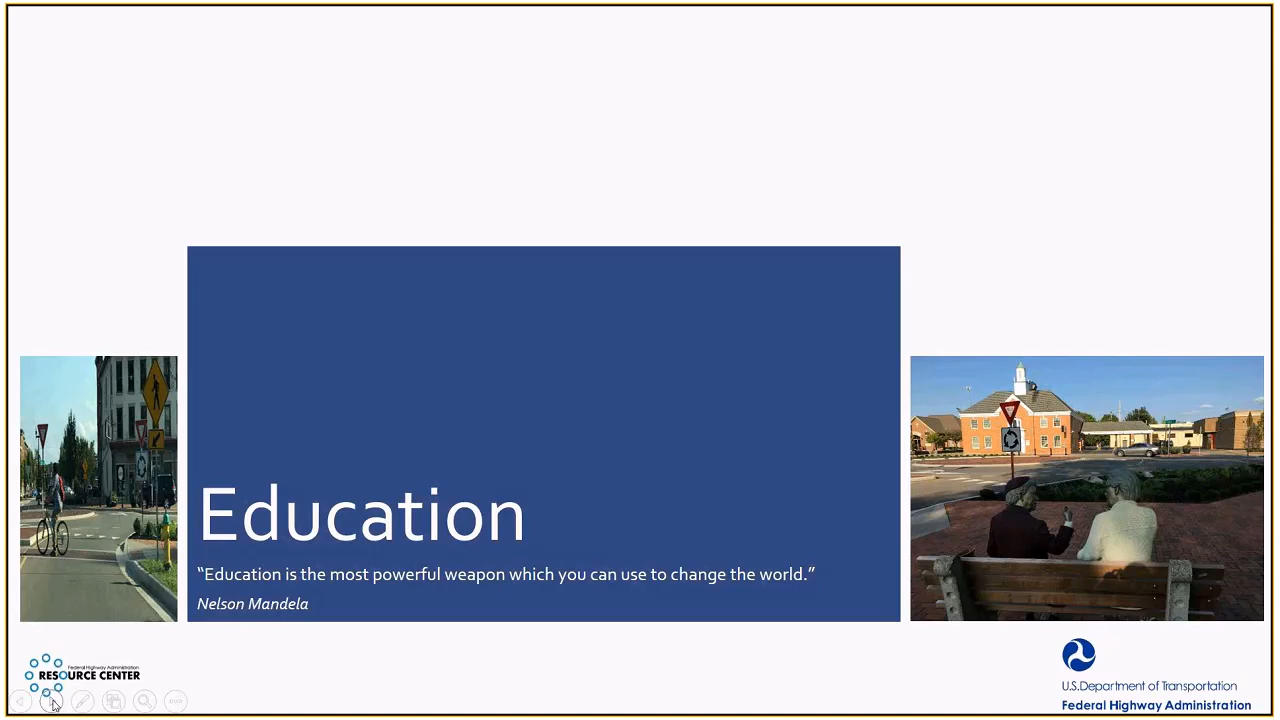 Education
“Education is the most powerful weapon which you can use to change the world.”
Nelson Mandela
Federal Highway Administration
RESOURCE CENTER
U.S.Department of Transportation
Federal Highway Administration